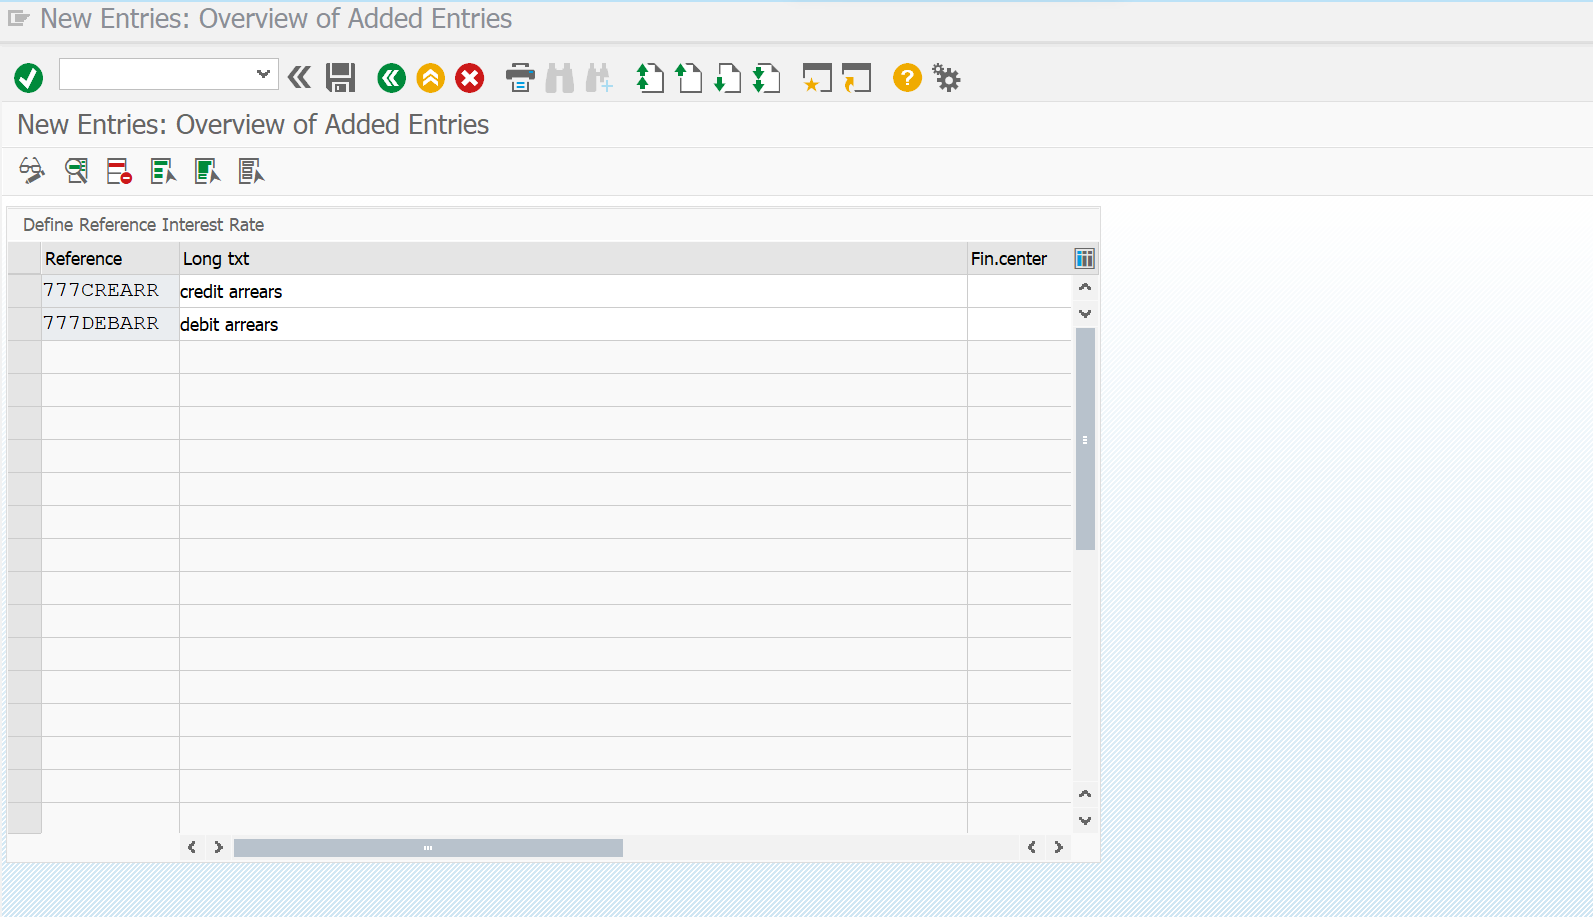 New Entries: Overview of Added Entries
New Entries: Overview of Added Entries
Define Reference Interest Rate
Reference Long txt Fin.center
777CREARR credit arrears
777DEBARR debit arrears